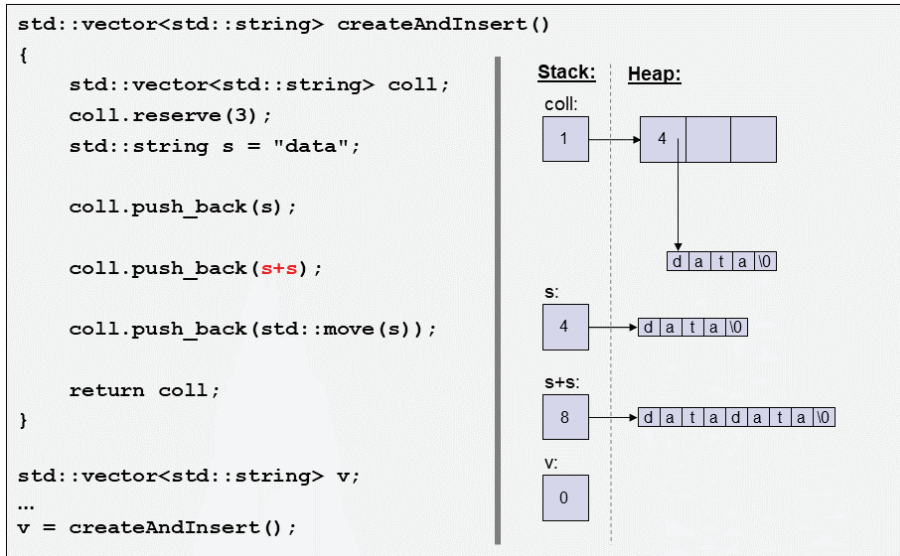 std::vector<std::string> createAndInsert()
{
std::vector<std::string> coll;
coll.reserve(3);
std::string s = "data";
coll.push_back(s);
coll.push_back(s+s);
coll.push_back(std::move(s));
return coll;
}
std::vector<std::string> v;
...
v = createAndInsert();
Stack: Heap:
coll:
1 4
d a t a \0
s:
4 d a t a \0
s+s:
8 d a t a d a t a \0
v:
0